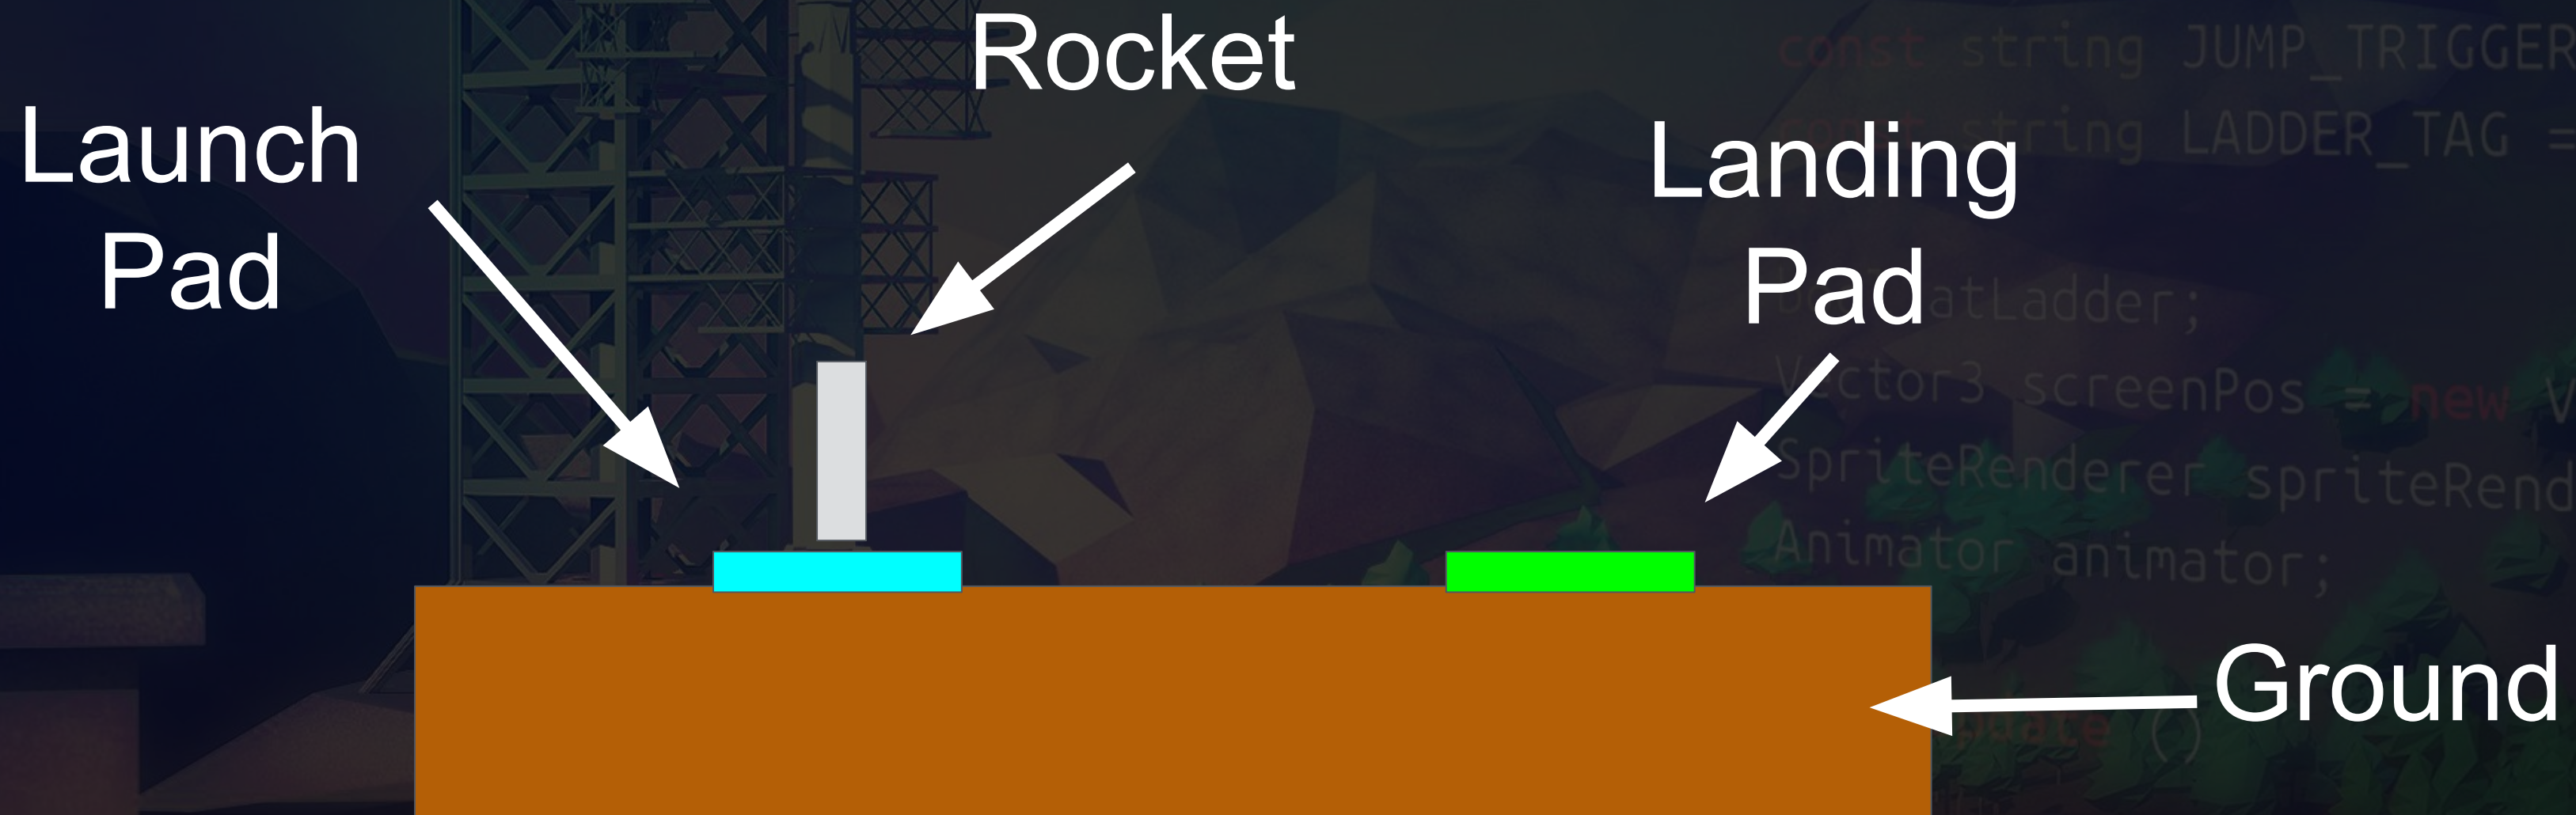 Rocket
Launch
Pad
Landing
Pad
Ground
const string JUMP_TRIGGER
string LADDER_TAG =
atLadder;
Vector3 screenPos = new V
SpriteRenderer spriteRend
Animator animator;
Update ()